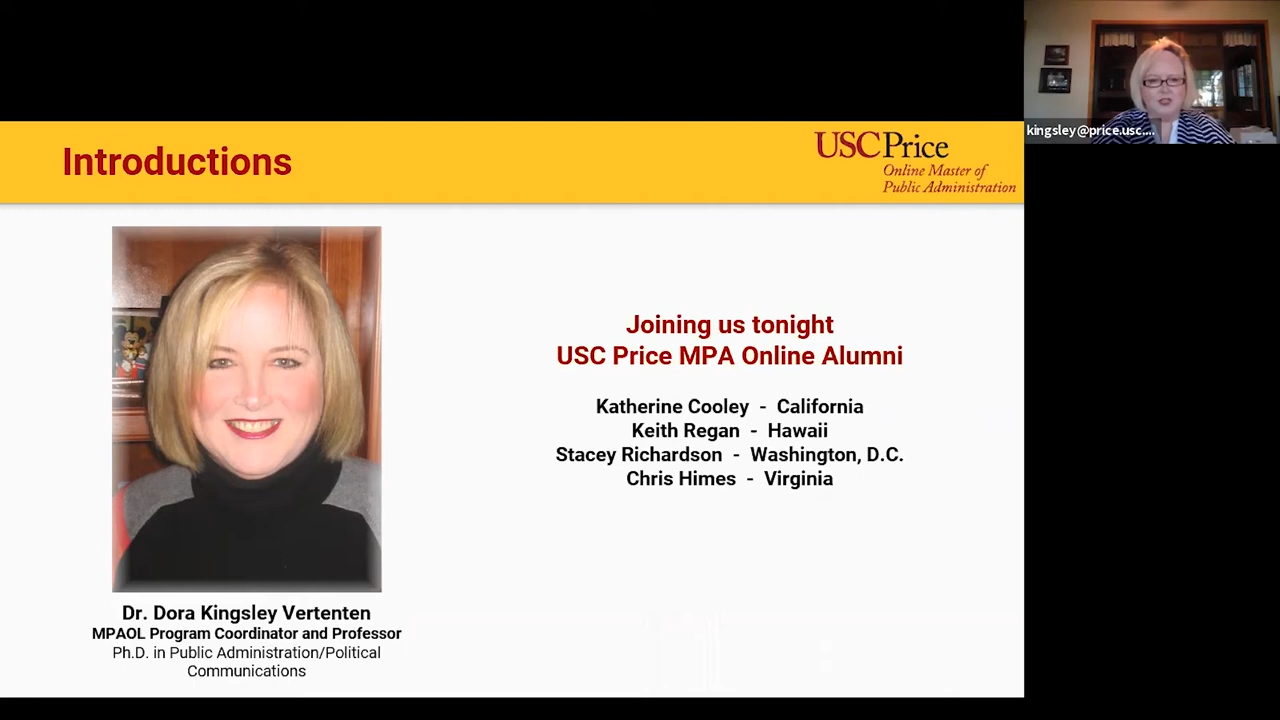 Introductions
USC Price
Online Master of
Public Administration
kingsley@price.usc....
Joining us tonight
USC Price MPA Online Alumni
Katherine Cooley - California
Keith Regan - Hawaii
Stacey Richardson - Washington, D.C.
Chris Himes - Virginia
Dr. Dora Kingsley Vertenten
MPAOL Program Coordinator and Professor
Ph.D. in Public Administration/Political
Communications